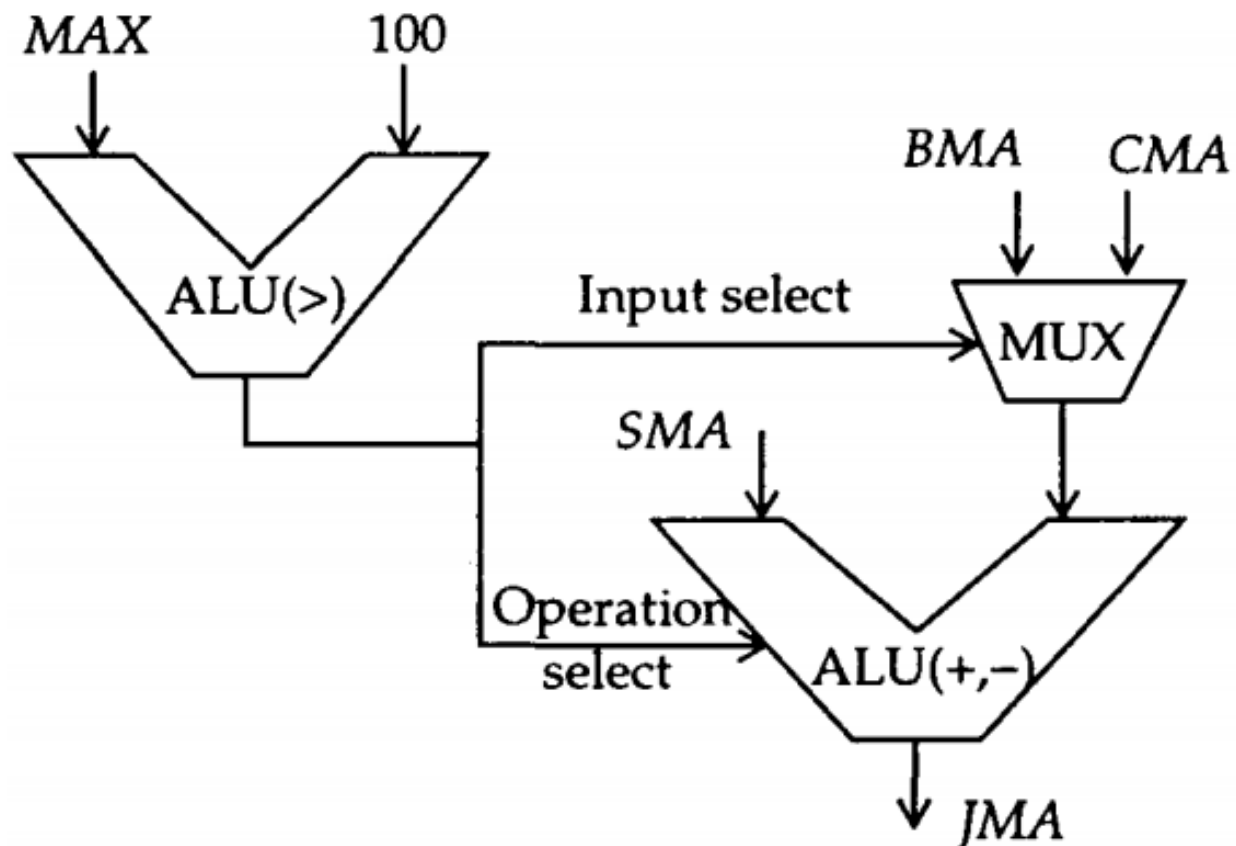 MAX 100
BMA CMA
ALU(>)
Input select
MUX
SMA
Operation
select
ALU(+,−)
JMA